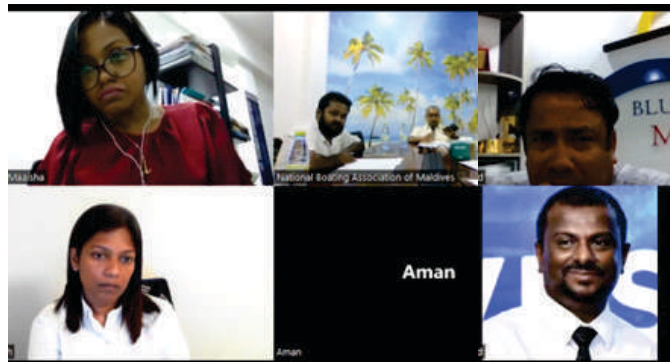 Maaisha
National Boating Association of Maldives
BLU
M
Aman
Aman